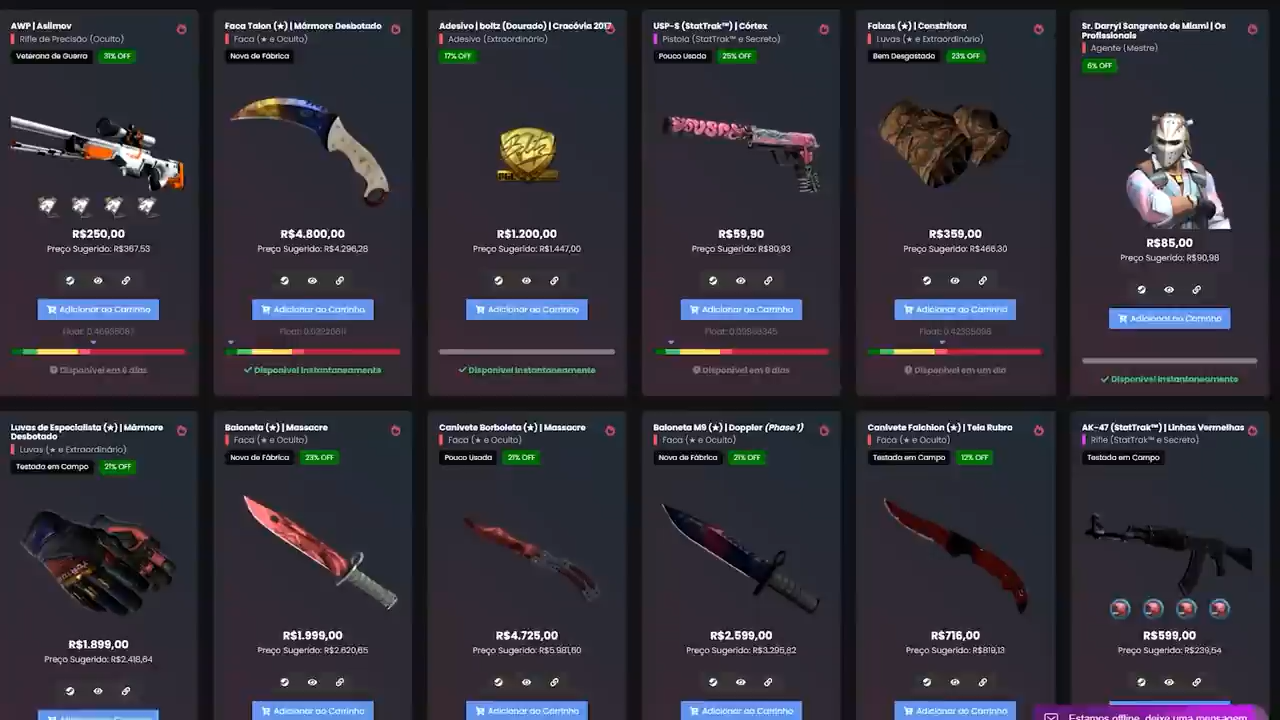 AWP | Asiimov
Rifle de Precisão (Oculto)
Veterana de Guerra 31% OFF
R$250,00
Preço Sugerido: R$367,53
Adicionar ao Carrinho
Disponível em 6 dias
Faca Talon (★) | Mármore Desbotado
Faca (★ e Oculto)
Nova de Fábrica
R$4.800,00
Preço Sugerido: R$4.296,28
Adicionar ao Carrinho
Disponível Instantaneamente
Adesivo | boltz (Dourado) | Cracóvia 2017
Adesivo (Extraordinário)
17% OFF
R$1.200,00
Preço Sugerido: R$1.447,00
Adicionar ao Carrinho
Disponível Instantaneamente
USP-S (StatTrak™) | Córtex
Pistola (StatTrak™ e Secreto)
Pouco Usada 25% OFF
R$59,90
Preço Sugerido: R$80,93
Adicionar ao Carrinho
Disponível em 6 dias
Faixas (★) | Constritora
Luvas (★ e Extraordinário)
Bem Desgastada 23% OFF
R$359,00
Preço Sugerido: R$466,30
Adicionar ao Carrinho
Disponível em um dia
Sr. Darryl Sangrento de Miami | Os
Profissionais
Agente (Mestre)
6% OFF
R$85,00
Preço Sugerido: R$90,98
Adicionar ao Carrinho
Disponível Instantaneamente
Luvas de Especialista (★) | Mármore
Desbotado
Luvas (★ e Extraordinário)
Testada em Campo 21% OFF
R$1.899,00
Preço Sugerido: R$2.418,64
Baioneta (★) | Massacre
Faca (★ e Oculto)
Nova de Fábrica 23% OFF
R$1.999,00
Preço Sugerido: R$2.620,65
Adicionar ao Carrinho
Canivete Borboleta (★) | Massacre
Faca (★ e Oculto)
Pouco Usada 21% OFF
R$4.725,00
Preço Sugerido: R$5.981,60
Adicionar ao Carrinho
Baioneta M9 (★) | Doppler (Phase 1)
Faca (★ e Oculto)
Nova de Fábrica 21% OFF
R$2.599,00
Preço Sugerido: R$3.295,82
Adicionar ao Carrinho
Canivete Falchion (★) | Teia Rubra
Faca (★ e Oculto)
Testada em Campo 12% OFF
R$716,00
Preço Sugerido: R$819,13
Adicionar ao Carrinho
AK-47 (StatTrak™) | Linhas Vermelhas
Rifle (StatTrak™ e Secreto)
Testada em Campo
R$599,00
Preço Sugerido: R$239,54
Estamos offline, deixe uma mensagem